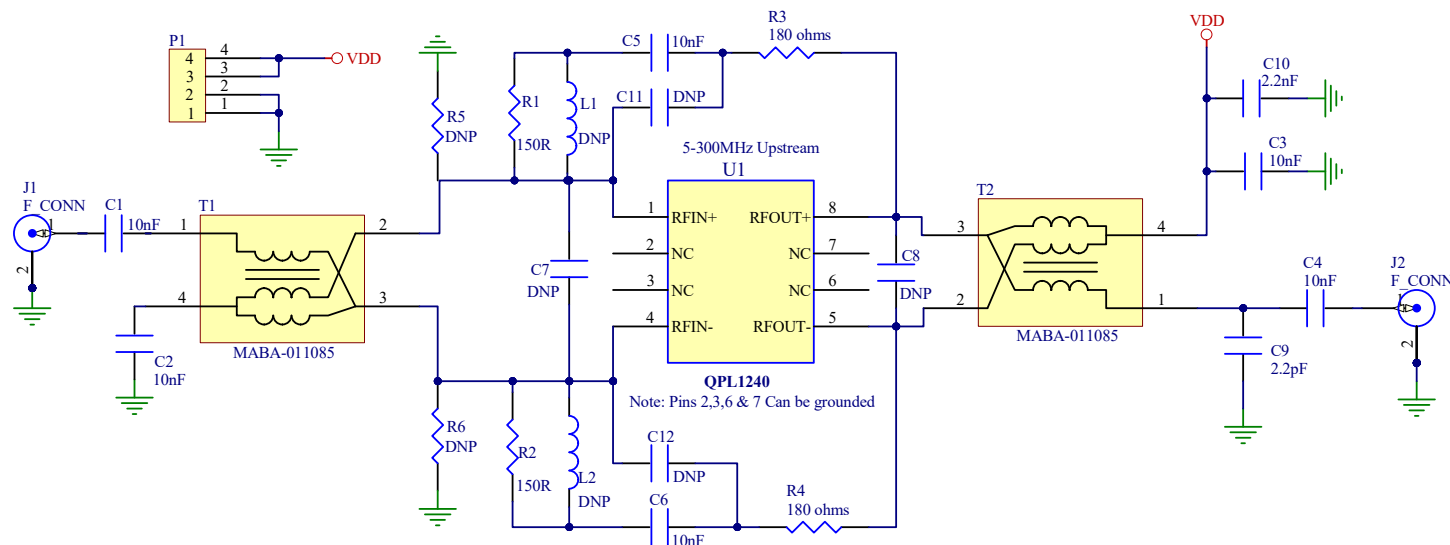 P1
4
3
2
1
4
3
2
1
VDD
R5
DNP
R1
150R
L1
DNP
C5
10nF
C11
DNP
R3
180 ohms
VDD
C10
2.2nF
C3
10nF
5-300MHz Upstream
U1
1
RFIN+
RFOUT+
8
2
NC
NC
7
3
NC
NC
6
4
RFIN-
RFOUT-
5
QPL1240
Note: Pins 2,3,6 & 7 Can be grounded
J1
F_CONN
1
2
C1
10nF
T1
1
2
4
3
MABA-011085
C2
10nF
C7
DNP
C8
DNP
T2
3
4
2
1
MABA-011085
C4
10nF
J2
F_CONN
1
2
C9
2.2pF
R6
DNP
R2
150R
L2
DNP
C12
DNP
C6
10nF
R4
180 ohms